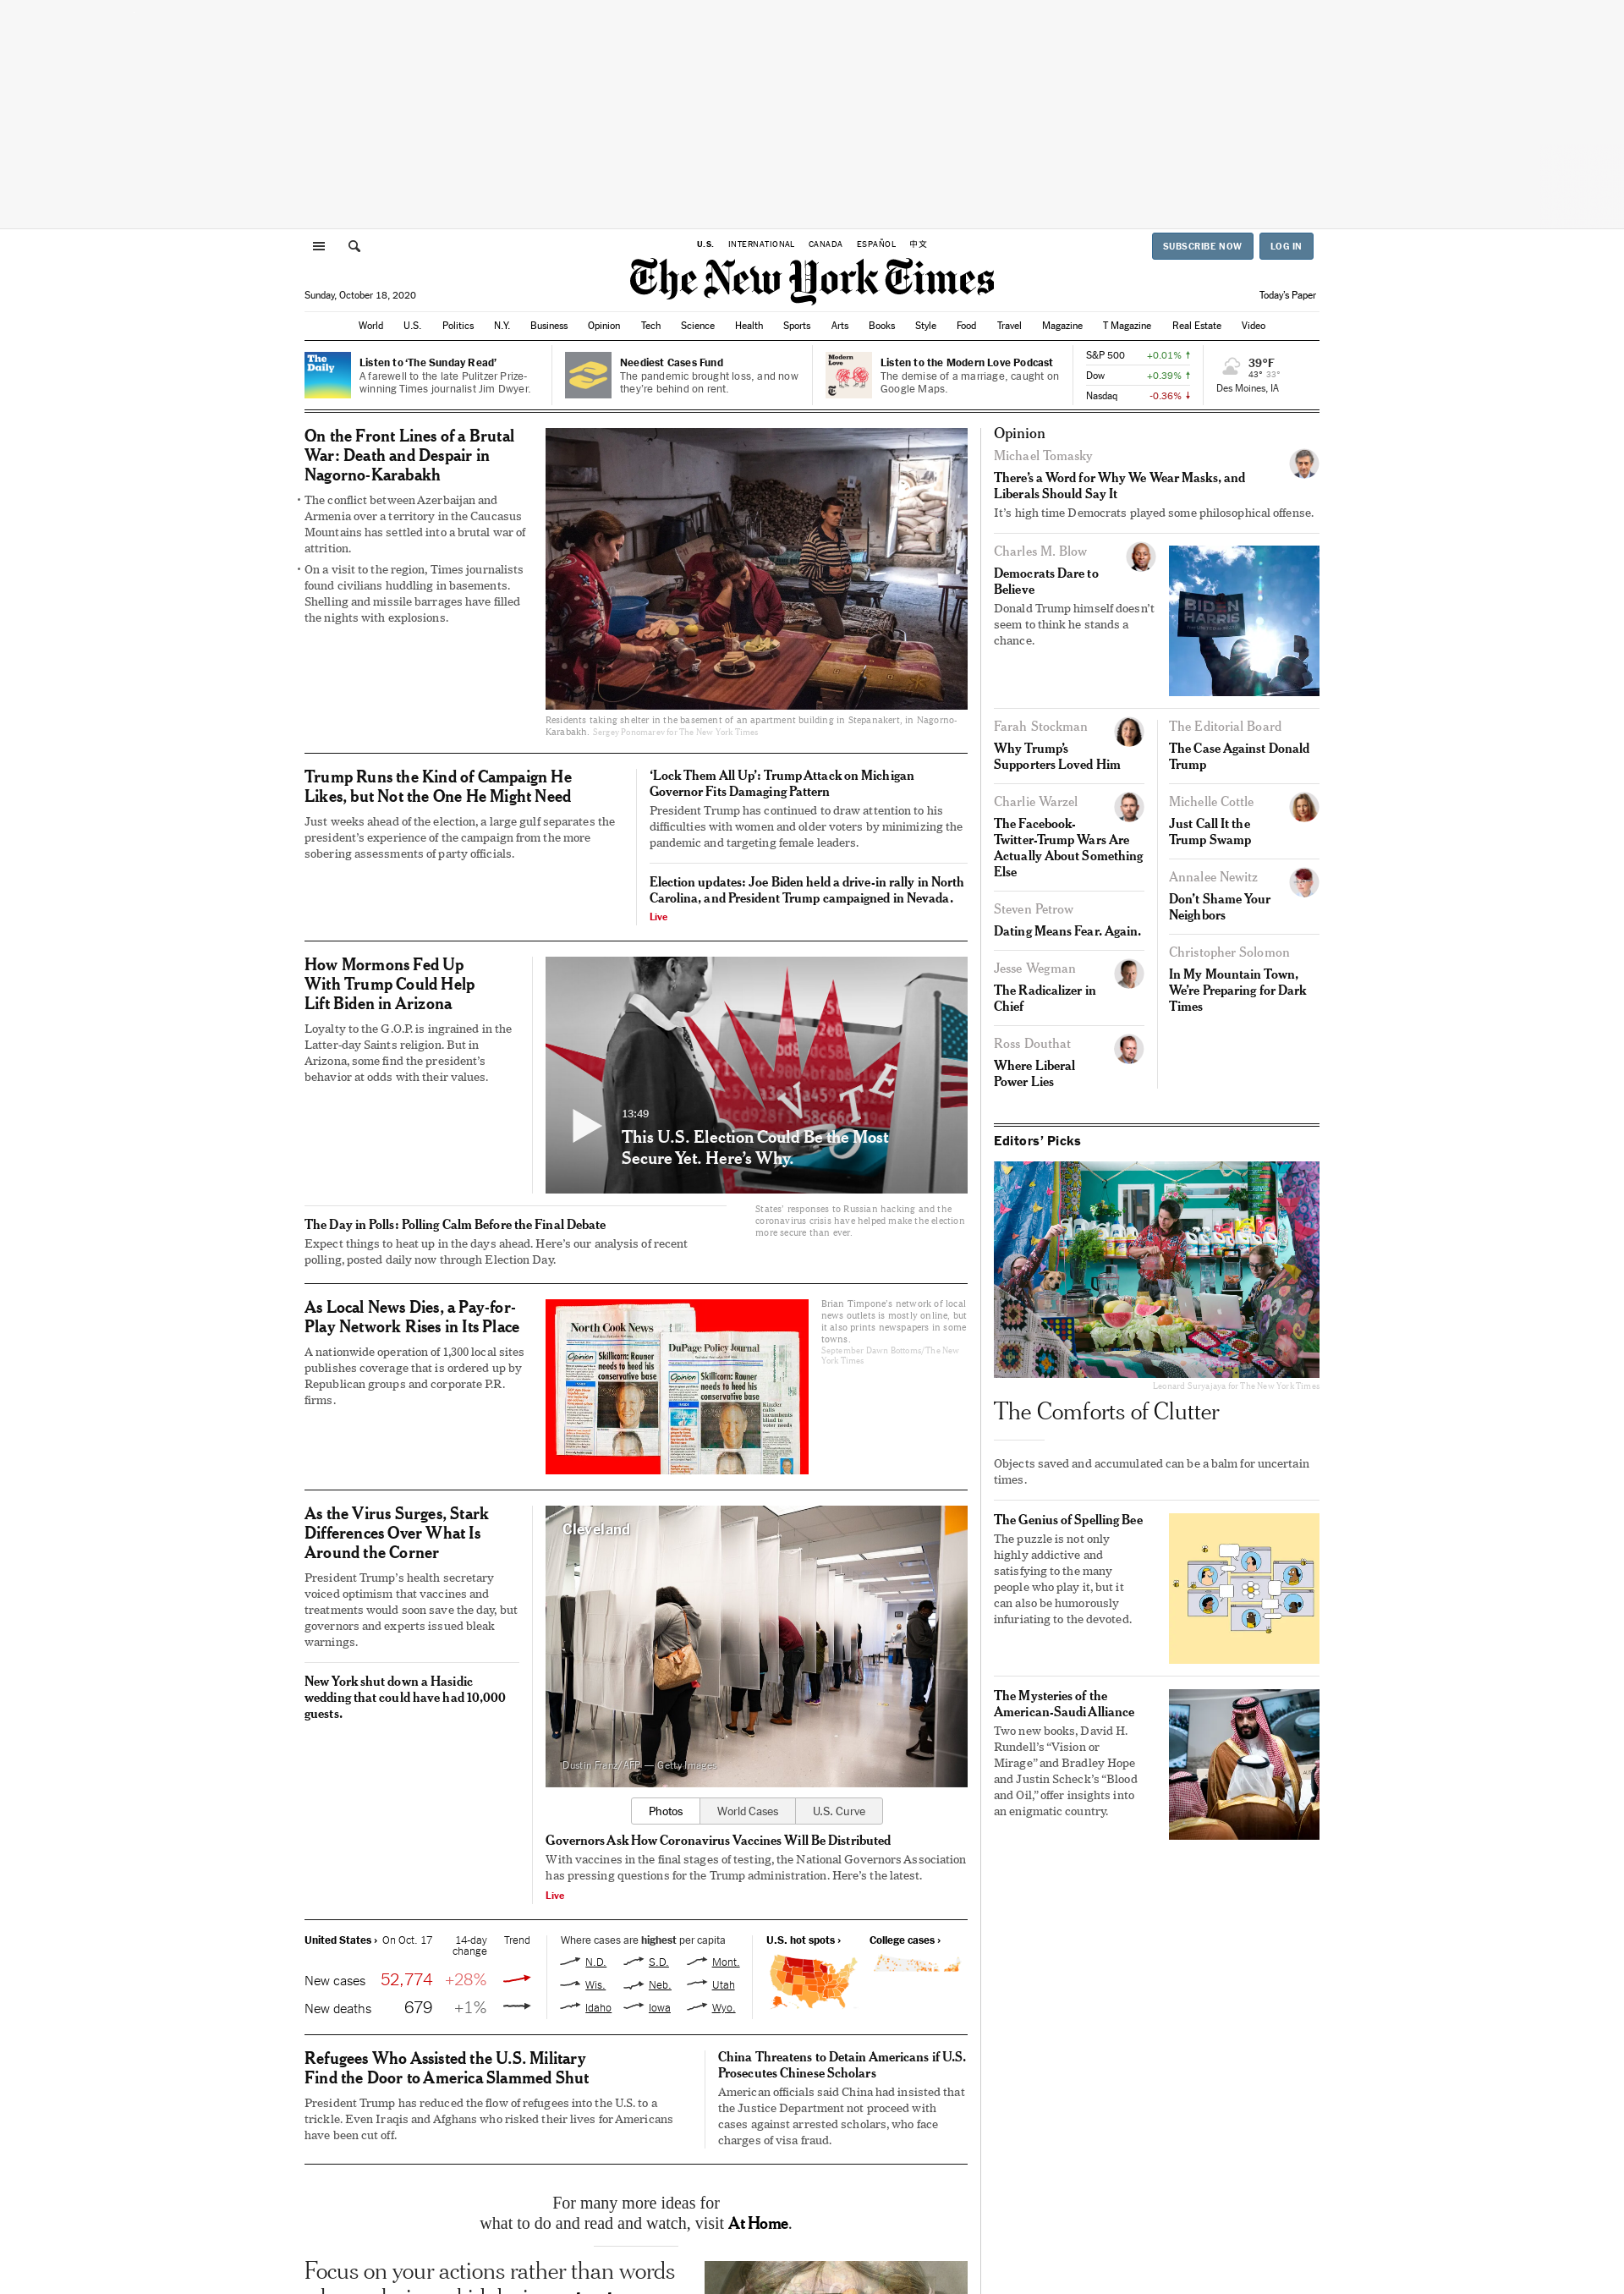 U.S. INTERNATIONAL CANADA ESPAÑOL 中文
SUBSCRIBE NOW LOG IN
The New York Times
Sunday, October 18, 2020
Today's Paper
World U.S. Politics N.Y. Business Opinion Tech Science Health Sports Arts Books Style Food Travel Magazine T Magazine Real Estate Video
The
Daily
Listen to ‘The Sunday Read’
A farewell to the late Pulitzer Prize-
winning Times journalist Jim Dwyer.
Neediest Cases Fund
The pandemic brought loss, and now
they're behind on rent.
Modern
Love
Listen to the Modern Love Podcast
The demise of a marriage, caught on
Google Maps.
S&P 500 +0.01%
Dow +0.39%
Nasdaq -0.36%
39°F
43° 33°
Des Moines, IA
On the Front Lines of a Brutal
War: Death and Despair in
Nagorno-Karabakh
• The conflict between Azerbaijan and
Armenia over a territory in the Caucasus
Mountains has settled into a brutal war of
attrition.
• On a visit to the region, Times journalists
found civilians huddling in basements.
Shelling and missile barrages have filled
the nights with explosions.
Residents taking shelter in the basement of an apartment building in Stepanakert, in Nagorno-
Karabakh. Sergey Ponomarev for The New York Times
Trump Runs the Kind of Campaign He
Likes, but Not the One He Might Need
Just weeks ahead of the election, a large gulf separates the
president's experience of the campaign from the more
sobering assessments of party officials.
‘Lock Them All Up’: Trump Attack on Michigan
Governor Fits Damaging Pattern
President Trump has continued to draw attention to his
difficulties with women and older voters by minimizing the
pandemic and targeting female leaders.
Election updates: Joe Biden held a drive-in rally in North
Carolina, and President Trump campaigned in Nevada.
Live
How Mormons Fed Up
With Trump Could Help
Lift Biden in Arizona
Loyalty to the G.O.P. is ingrained in the
Latter-day Saints religion. But in
Arizona, some find the president's
behavior at odds with their values.
VOTE
13:49
This U.S. Election Could Be the Most
Secure Yet. Here's Why.
States' responses to Russian hacking and the
coronavirus crisis have helped make the election
more secure than ever.
The Day in Polls: Polling Calm Before the Final Debate
Expect things to heat up in the days ahead. Here's our analysis of recent
polling, posted daily now through Election Day.
As Local News Dies, a Pay-for-
Play Network Rises in Its Place
A nationwide operation of 1,300 local sites
publishes coverage that is ordered up by
Republican groups and corporate P.R.
firms.
North Cook News
Opinion
Skillicorn: Rauner
needs to heed his
conservative base
DuPage Policy Journal
Opinion
Skillicorn: Rauner
needs to heed his
conservative base
Brian Timpone's network of local
news outlets is mostly online, but
it also prints newspapers in some
towns.
September Dawn Bottoms/The New
York Times
As the Virus Surges, Stark
Differences Over What Is
Around the Corner
President Trump's health secretary
voiced optimism that vaccines and
treatments would soon save the day, but
governors and experts issued bleak
warnings.
New York shut down a Hasidic
wedding that could have had 10,000
guests.
Cleveland
Dustin Franz/AFP — Getty Images
Photos World Cases U.S. Curve
Governors Ask How Coronavirus Vaccines Will Be Distributed
With vaccines in the final stages of testing, the National Governors Association
has pressing questions for the Trump administration. Here's the latest.
Live
United States › On Oct. 17 14-day
change Trend
New cases 52,774 +28%
New deaths 679 +1%
Where cases are highest per capita
N.D. S.D. Mont.
Wis. Neb. Utah
Idaho Iowa Wyo.
U.S. hot spots ›
College cases ›
Refugees Who Assisted the U.S. Military
Find the Door to America Slammed Shut
President Trump has reduced the flow of refugees into the U.S. to a
trickle. Even Iraqis and Afghans who risked their lives for Americans
have been cut off.
China Threatens to Detain Americans if U.S.
Prosecutes Chinese Scholars
American officials said China had insisted that
the Justice Department not proceed with
cases against arrested scholars, who face
charges of visa fraud.
For many more ideas for
what to do and read and watch, visit At Home.
Focus on your actions rather than words
Opinion
Michael Tomasky
There's a Word for Why We Wear Masks, and
Liberals Should Say It
It's high time Democrats played some philosophical offense.
Charles M. Blow
Democrats Dare to
Believe
Donald Trump himself doesn't
seem to think he stands a
chance.
BIDEN
HARRIS
Farah Stockman
Why Trump's
Supporters Loved Him
Charlie Warzel
The Facebook-
Twitter-Trump Wars Are
Actually About Something
Else
Steven Petrow
Dating Means Fear. Again.
Jesse Wegman
The Radicalizer in
Chief
Ross Douthat
Where Liberal
Power Lies
The Editorial Board
The Case Against Donald
Trump
Michelle Cottle
Just Call It the
Trump Swamp
Annalee Newitz
Don't Shame Your
Neighbors
Christopher Solomon
In My Mountain Town,
We're Preparing for Dark
Times
Editors' Picks
Leonard Suryajaya for The New York Times
The Comforts of Clutter
Objects saved and accumulated can be a balm for uncertain
times.
The Genius of Spelling Bee
The puzzle is not only
highly addictive and
satisfying to the many
people who play it, but it
can also be humorously
infuriating to the devoted.
The Mysteries of the
American-Saudi Alliance
Two new books, David H.
Rundell's “Vision or
Mirage” and Bradley Hope
and Justin Scheck's “Blood
and Oil,” offer insights into
an enigmatic country.